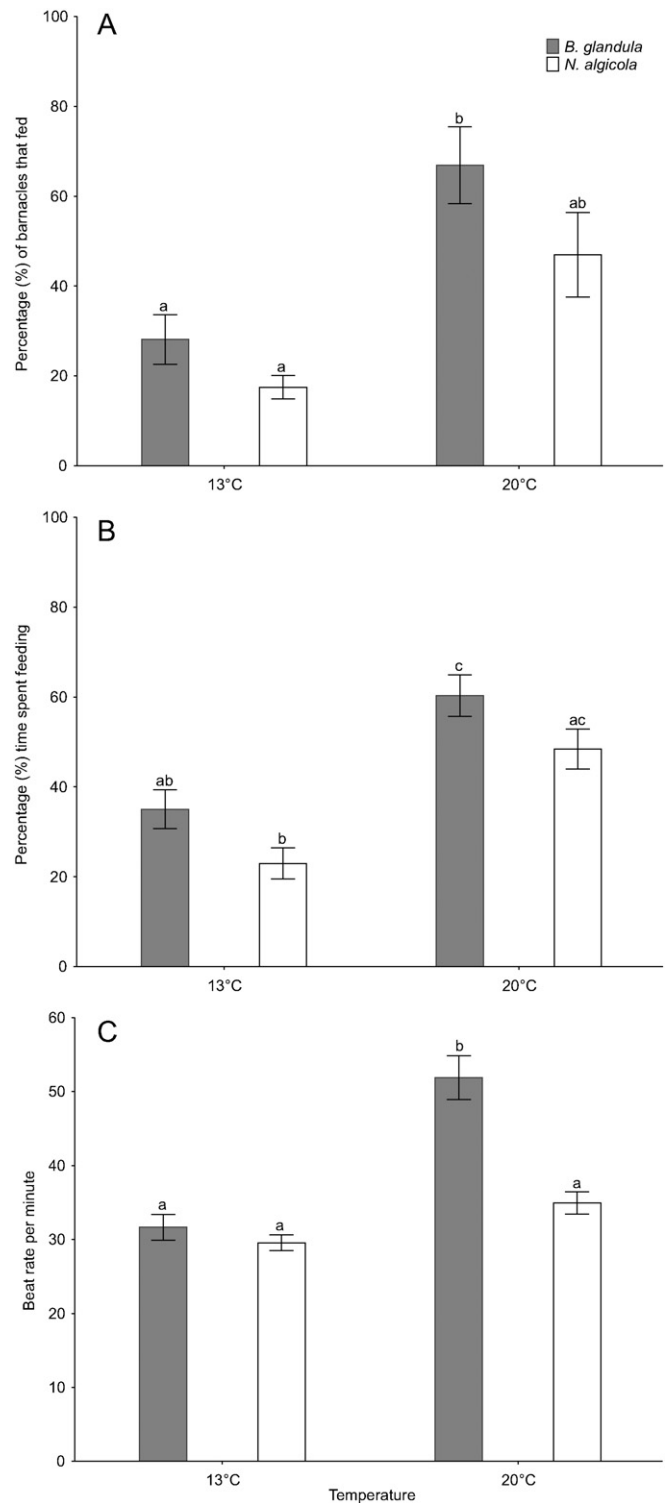 A
B. glandula
N. algicola
Percentage (%) of barnacles that fed
100
80
60
40
20
0
a
a
b
ab
13°C
20°C
B
Percentage (%) time spent feeding
100
80
60
40
20
0
ab
b
c
ac
13°C
20°C
C
Beat rate per minute
60
50
40
30
20
10
0
a
a
b
a
13°C
20°C
Temperature